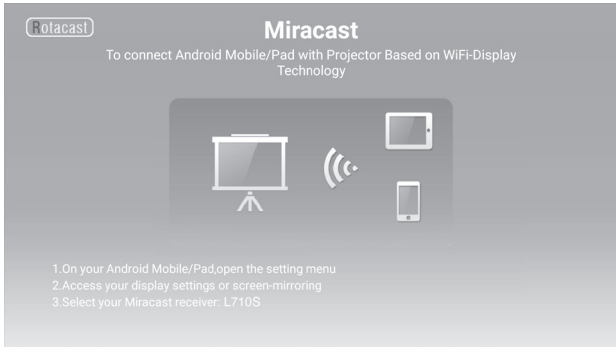 Rotacast
Miracast
To connect Android Mobile/Pad with Projector Based on WiFi-Display
Technology
1.On your Android Mobile/Pad,open the setting menu
2.Access your display settings or screen-mirroring
3.Select your Miracast receiver: L710S